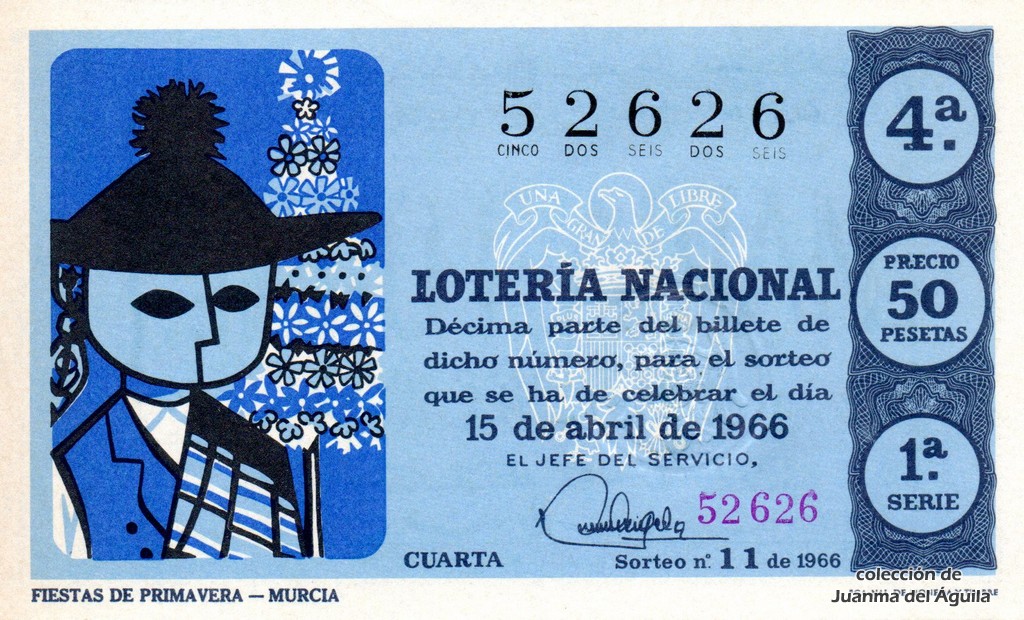 52626
CINCO DOS SEIS DOS SEIS
UNA GRANDE LIBRE
LOTERÍA NACIONAL
Décima parte del billete de
dicho número, para el sorteo
que se ha de celebrar el día
15 de abril de 1966
EL JEFE DEL SERVICIO,
52626
CUARTA
Sorteo n.º 11 de 1966
4.ª
PRECIO
50
PESETAS
1.ª
SERIE
FIESTAS DE PRIMAVERA — MURCIA
colección de
Juanma del Águila